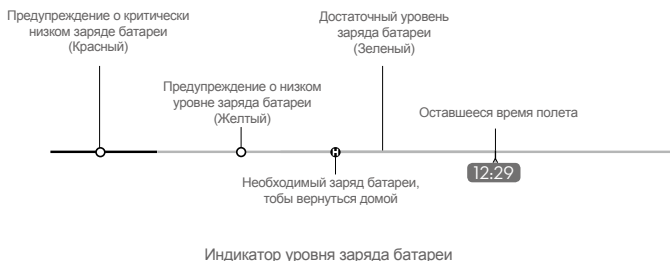 Предупреждение о критически
низком заряде батареи
(Красный)
Достаточный уровень
заряда батареи
(Зеленый)
Предупреждение о низком
уровне заряда батареи
(Желтый)
Оставшееся время полета
H
12:29
Необходимый заряд батареи,
тобы вернуться домой
Индикатор уровня заряда батареи